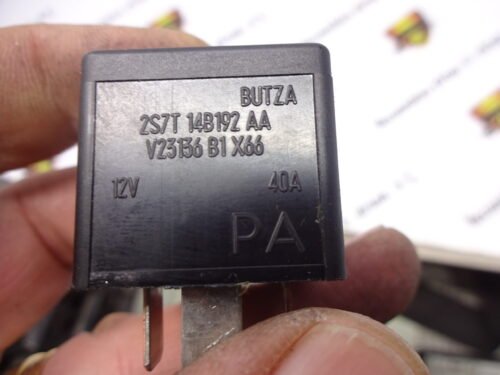 BUTZA
2S7T 14B192 AA
V23136 B1 X66
12V 40A
PA